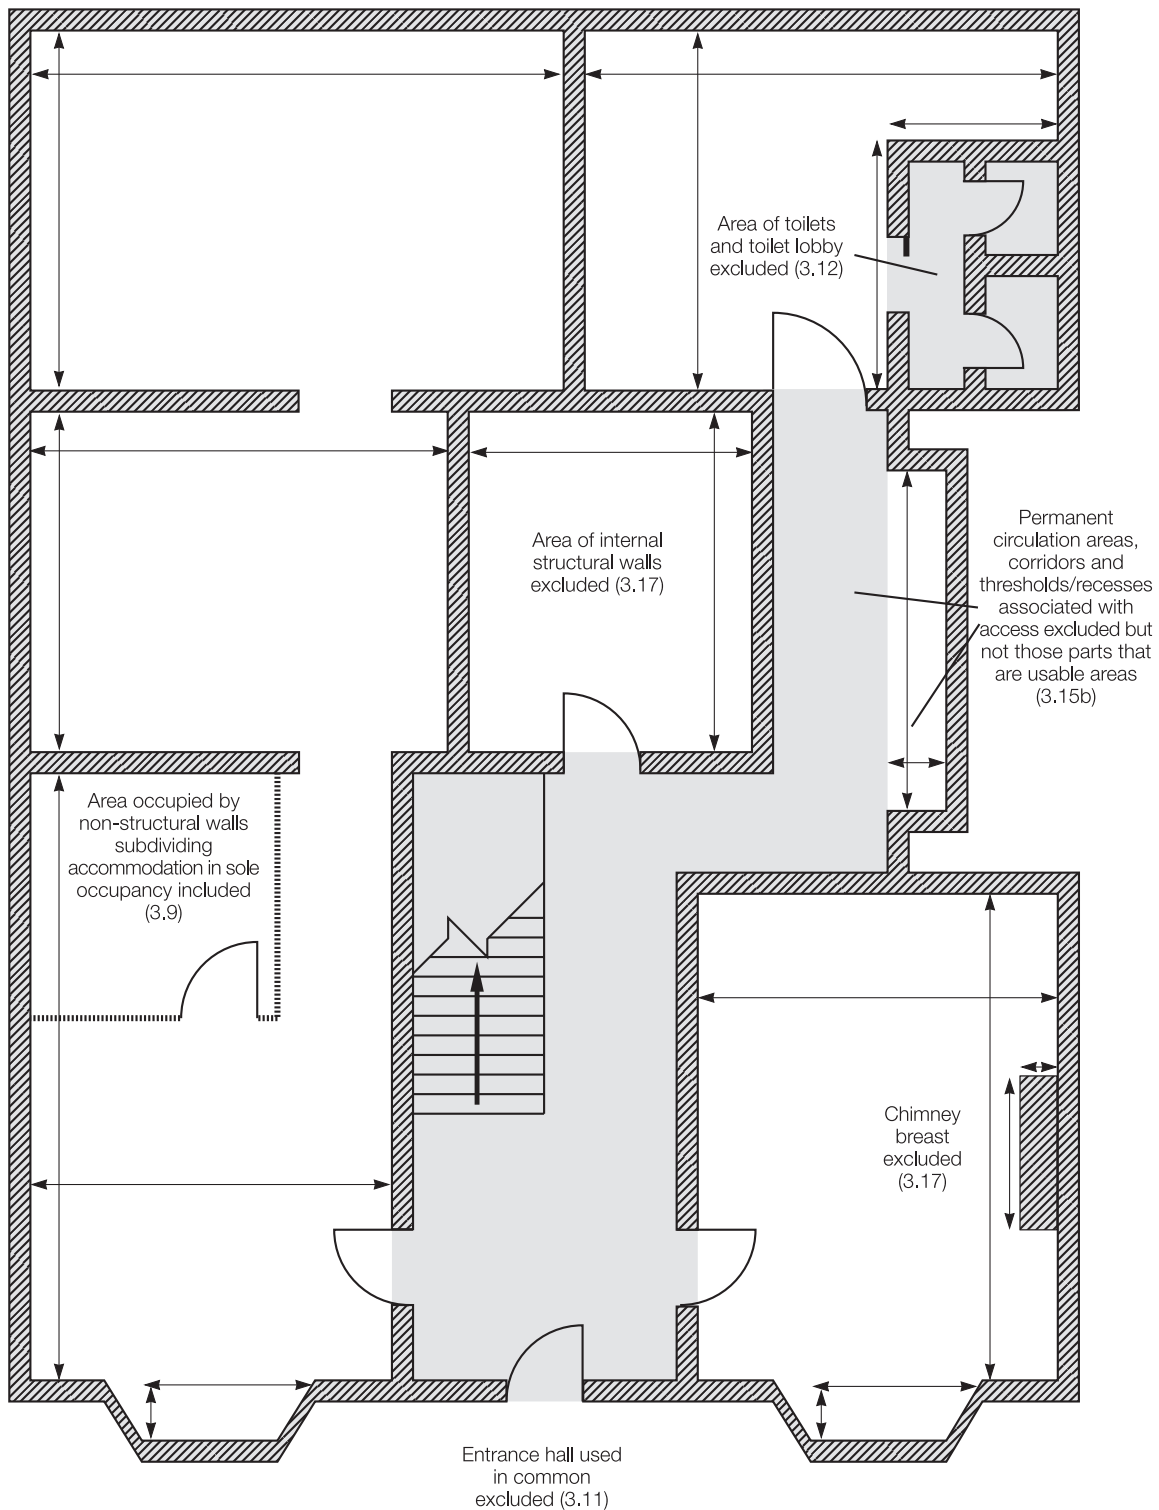 Area of toilets
and toilet lobby
excluded (3.12)
Area of internal
structural walls
excluded (3.17)
Permanent
circulation areas,
corridors and
thresholds/recesses
associated with
access excluded but
not those parts that
are usable areas
(3.15b)
Area occupied by
non-structural walls
subdividing
accommodation in sole
occupancy included
(3.9)
Chimney
breast
excluded
(3.17)
Entrance hall used
in common
excluded (3.11)